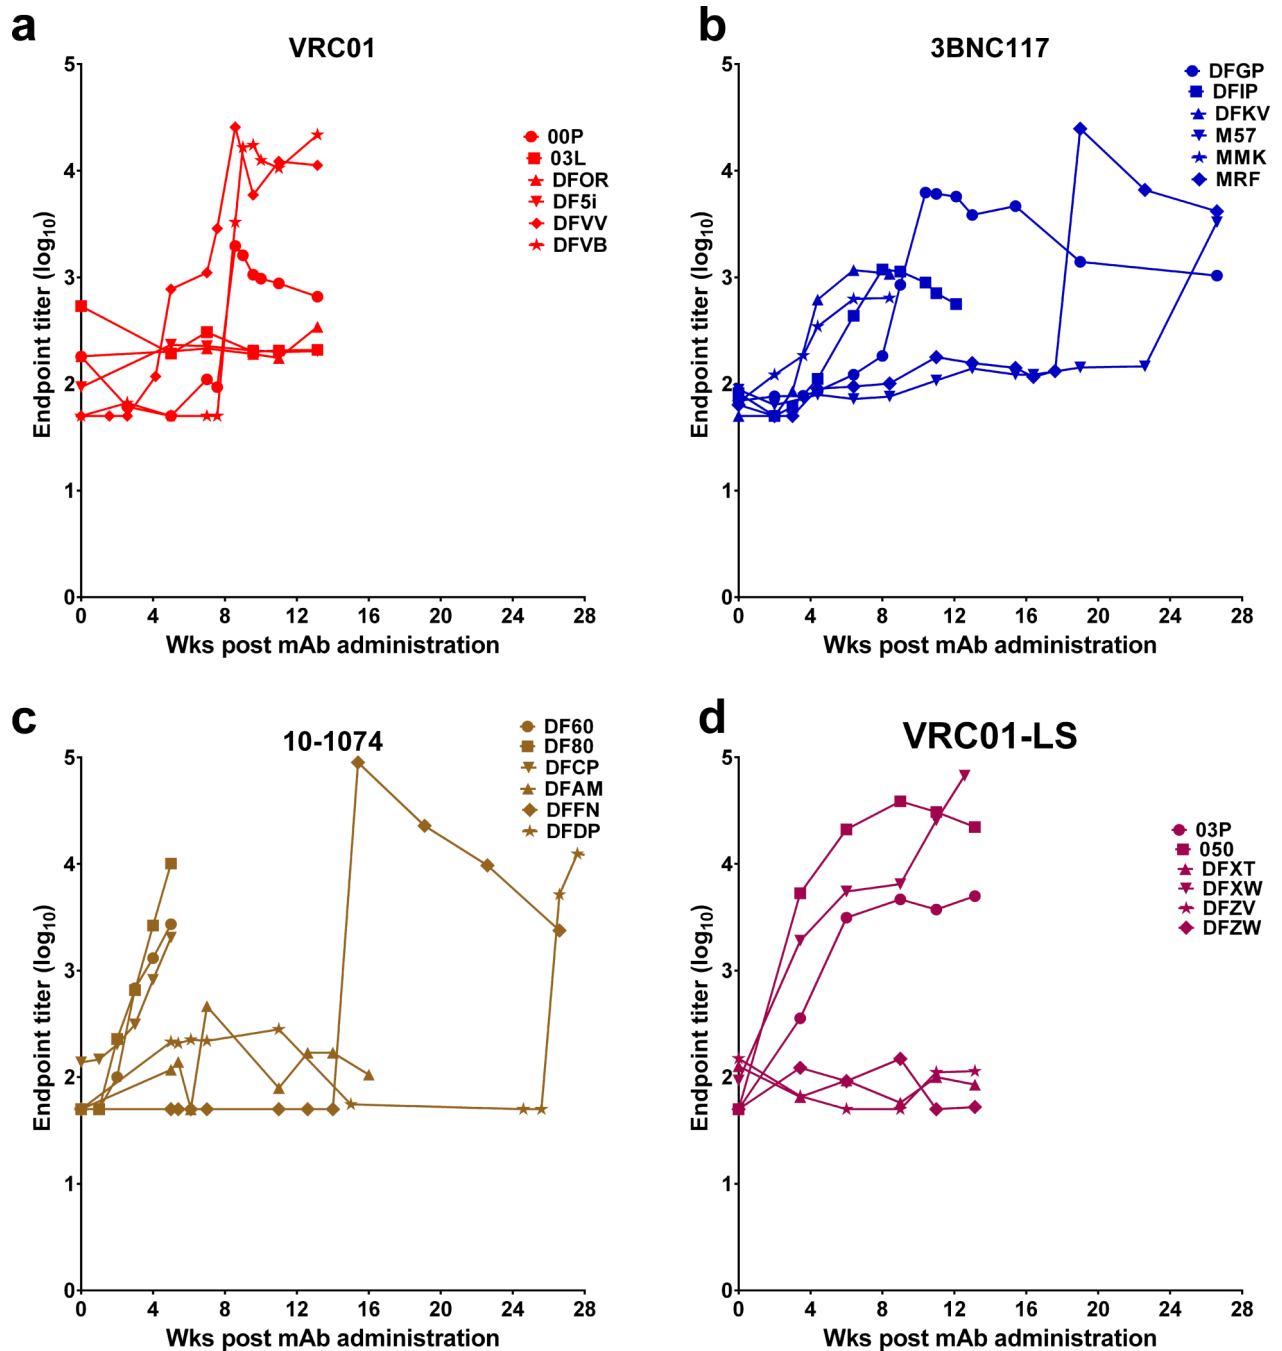 a
VRC01
5
4
3
2
1
0
Endpoint titer (log10)
0 4 8 12 16 20 24 28
Wks post mAb administration
00P
03L
DFOR
DF5i
DFVV
DFVB
b
3BNC117
5
4
3
2
1
0
Endpoint titer (log10)
0 4 8 12 16 20 24 28
Wks post mAb administration
DFGP
DFIP
DFKV
M57
MMK
MRF
c
10-1074
5
4
3
2
1
0
Endpoint titer (log10)
0 4 8 12 16 20 24 28
Wks post mAb administration
DF60
DF80
DFCP
DFAM
DFFN
DFDP
d
VRC01-LS
5
4
3
2
1
0
Endpoint titer (log10)
0 4 8 12 16 20 24 28
Wks post mAb administration
03P
050
DFXT
DFXW
DFZV
DFZW